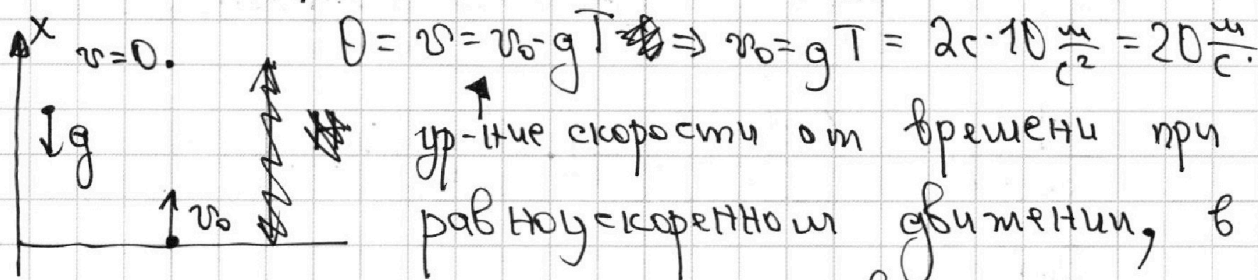 x
v=0.
0 = v = v₀ - gT ⇒ v₀ = gT = 2с · 10 м/с² = 20 м/с.
g
ур-ние скорости от времени при
v₀
равноускоренном движении, в